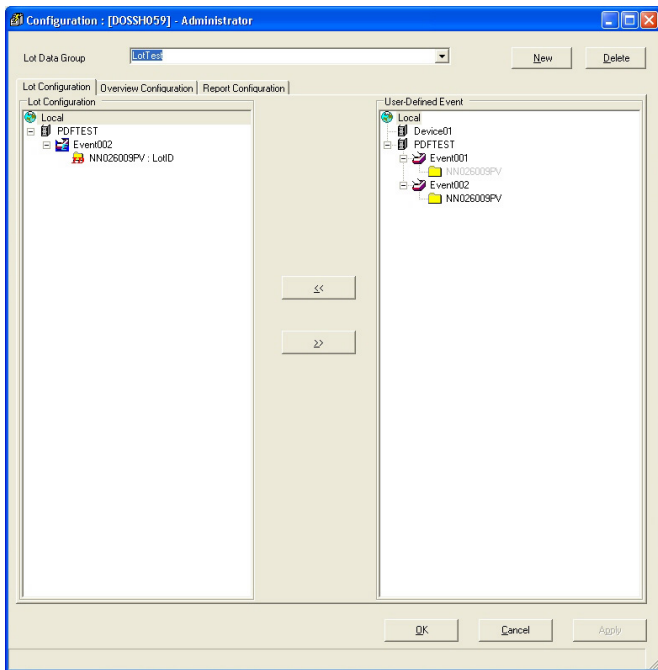 Configuration : [DOSSH059] - Administrator
Lot Data Group
LotTest
New
Delete
Lot Configuration
Overview Configuration
Report Configuration
Lot Configuration
Local
PDFTEST
Event002
NN026009PV : LotID
<<
>>
User-Defined Event
Local
Device01
PDFTEST
Event001
NN026009PV
Event002
NN026009PV
OK
Cancel
Apply